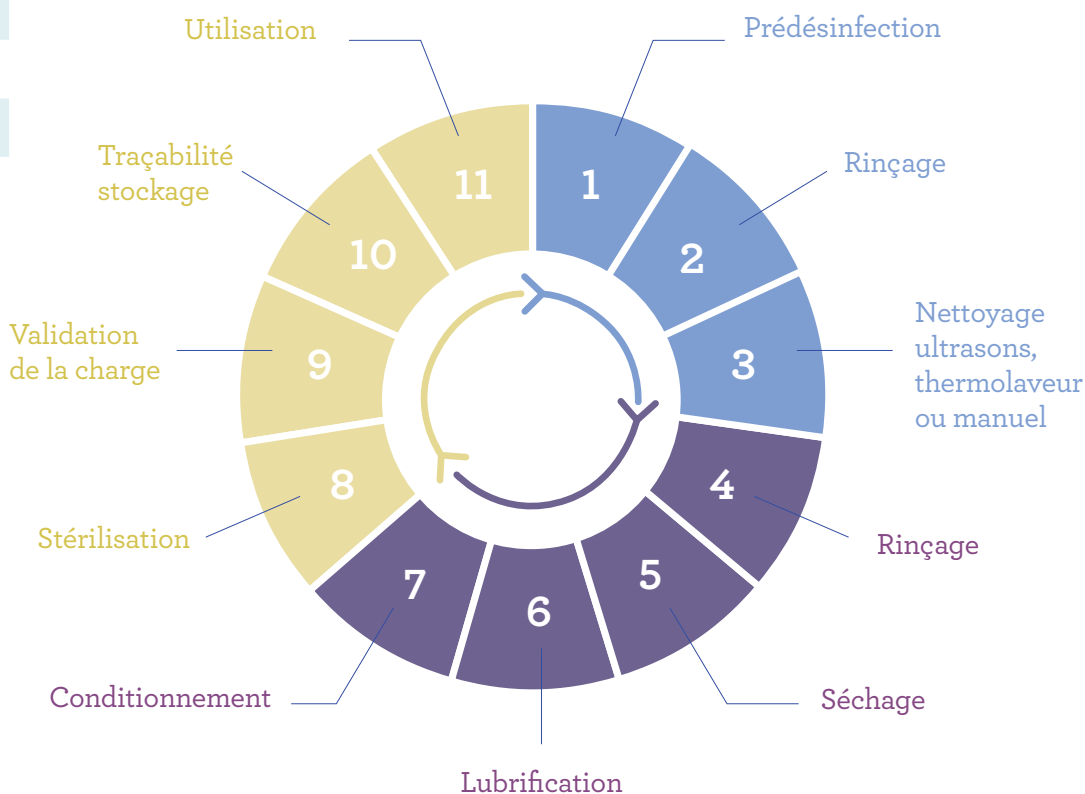 Utilisation
Prédésinfection
Traçabilité
stockage
Rinçage
11
1
10
2
Validation
de la charge
9
3
Nettoyage
ultrasons,
thermolaveur
ou manuel
8
4
Stérilisation
Rinçage
7
6
5
Conditionnement
Séchage
Lubrification